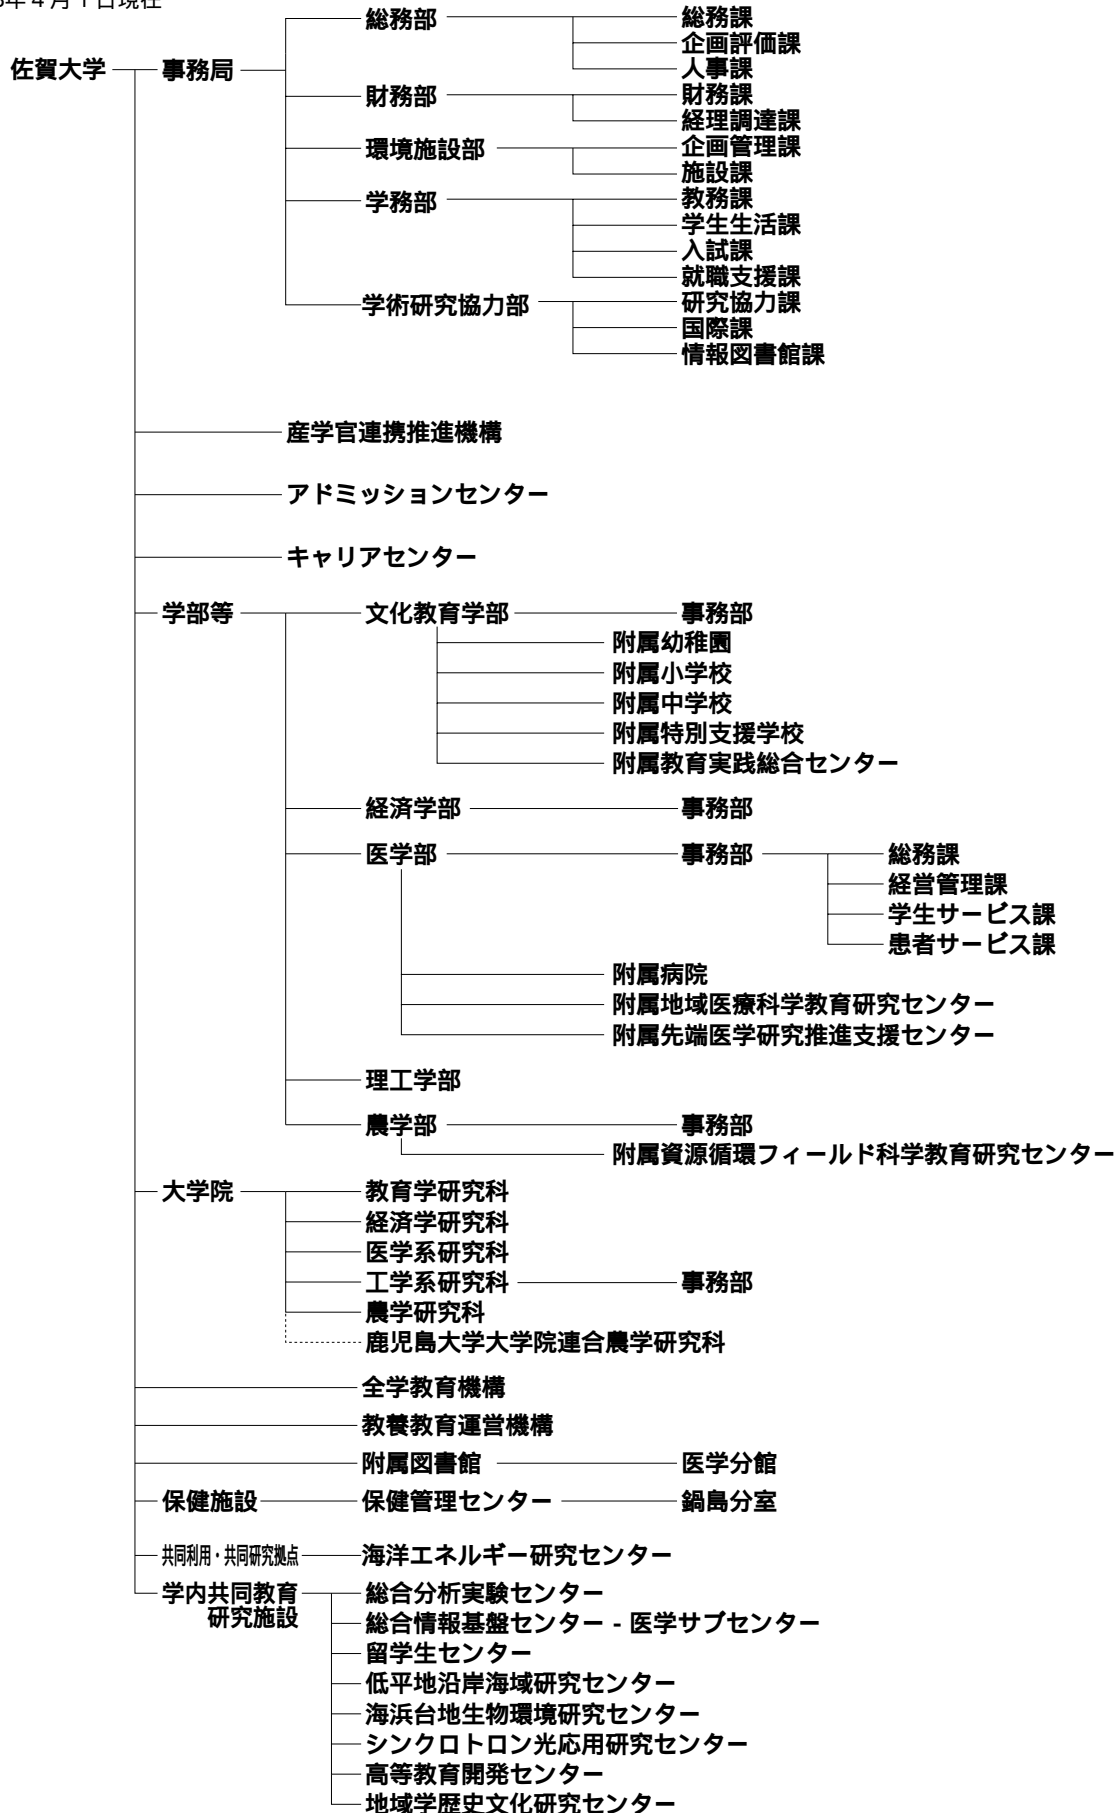 年4月1日現在
総務部 総務課
企画評価課
佐賀大学 事務局 人事課
財務部 財務課
経理調達課
環境施設部 企画管理課
施設課
学務部 教務課
学生生活課
入試課
就職支援課
学術研究協力部 研究協力課
国際課
情報図書館課
産学官連携推進機構
アドミッションセンター
キャリアセンター
学部等 文化教育学部 事務部
附属幼稚園
附属小学校
附属中学校
附属特別支援学校
附属教育実践総合センター
経済学部 事務部
医学部 事務部 総務課
経営管理課
学生サービス課
患者サービス課
附属病院
附属地域医療科学教育研究センター
附属先端医学研究推進支援センター
理工学部
農学部 事務部
附属資源循環フィールド科学教育研究センター
大学院 教育学研究科
経済学研究科
医学系研究科
工学系研究科 事務部
農学研究科
鹿児島大学大学院連合農学研究科
全学教育機構
教養教育運営機構
附属図書館 医学分館
保健施設 保健管理センター 鍋島分室
共同利用・共同研究拠点 海洋エネルギー研究センター
学内共同教育 総合分析実験センター
研究施設 総合情報基盤センター - 医学サブセンター
留学生センター
低平地沿岸海域研究センター
海浜台地生物環境研究センター
シンクロトロン光応用研究センター
高等教育開発センター
地域学歴史文化研究センター